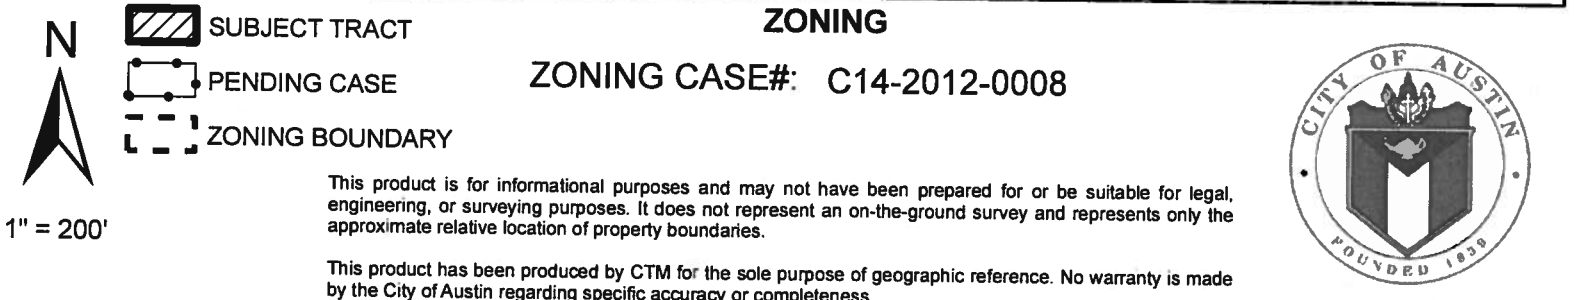 ZONING
ZONING CASE#: C14-2012-0008
N
1" = 200'
SUBJECT TRACT
PENDING CASE
ZONING BOUNDARY
This product is for informational purposes and may not have been prepared for or be suitable for legal,
engineering, or surveying purposes. It does not represent an on-the-ground survey and represents only the
approximate relative location of property boundaries.
This product has been produced by CTM for the sole purpose of geographic reference. No warranty is made
by the City of Austin regarding specific accuracy or completeness.
CITY OF AUSTIN
FOUNDED 1839